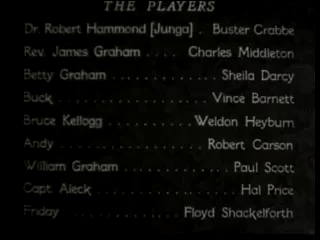 THE PLAYERS
Dr. Robert Hammond [Junga] . Buster Crabbe
Rev. James Graham .... Charles Middleton
Betty Graham ............ Sheila Darcy
Buck .................. Vince Barnett
Bruce Kellogg .......... Weldon Heyburn
Andy .................. Robert Carson
William Graham ............ Paul Scott
Capt. Aleck ............... Hal Price
Friday .............. Floyd Shackelforth